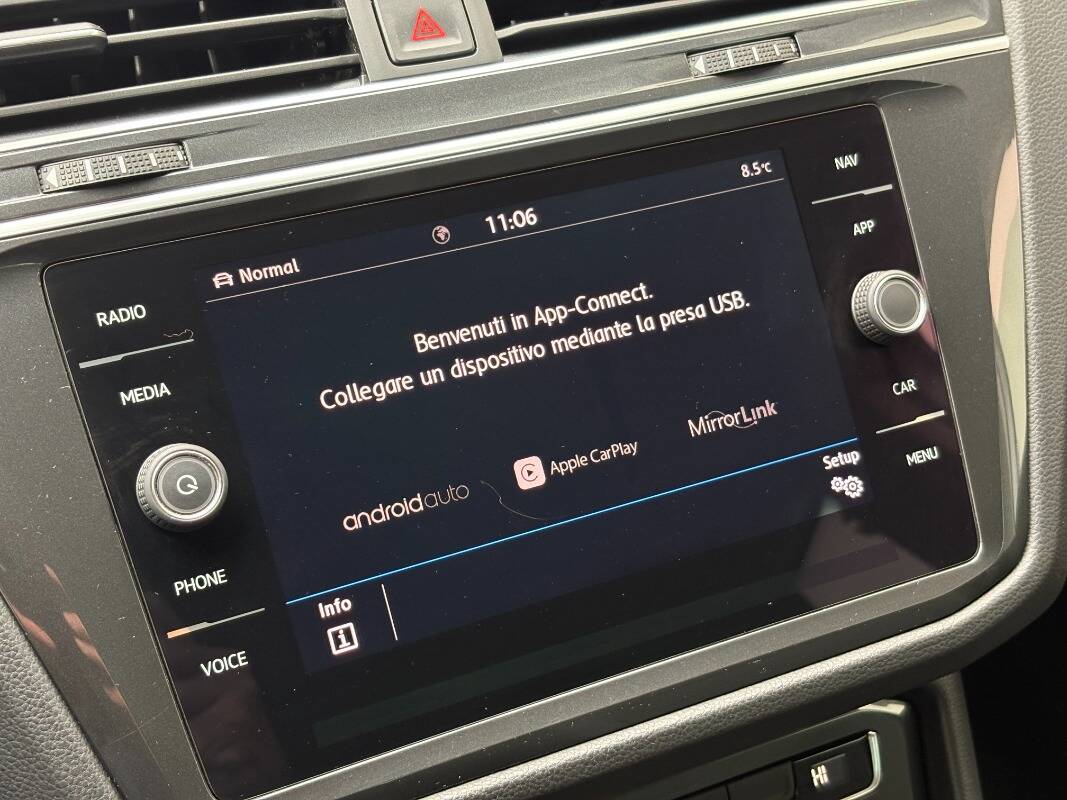 8.5°C
11:06
Normal
NAV
APP
RADIO
MEDIA
Benvenuti in App-Connect.
Collegare un dispositivo mediante la presa USB.
CAR
MENU
androidauto
Apple CarPlay
MirrorLink
Setup
PHONE
VOICE
Info
i
HI